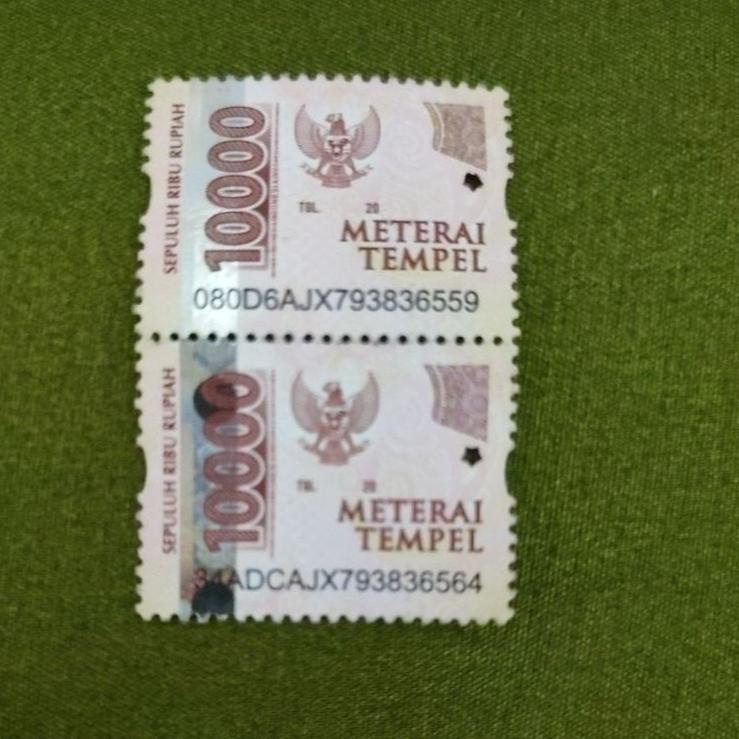 SEPULUH RIBU RUPIAH
10000
TGL. 20
METERAI
TEMPEL
080D6AJX793836559
SEPULUH RIBU RUPIAH
10000
TGL. 20
METERAI
TEMPEL
34ADCAJX793836564